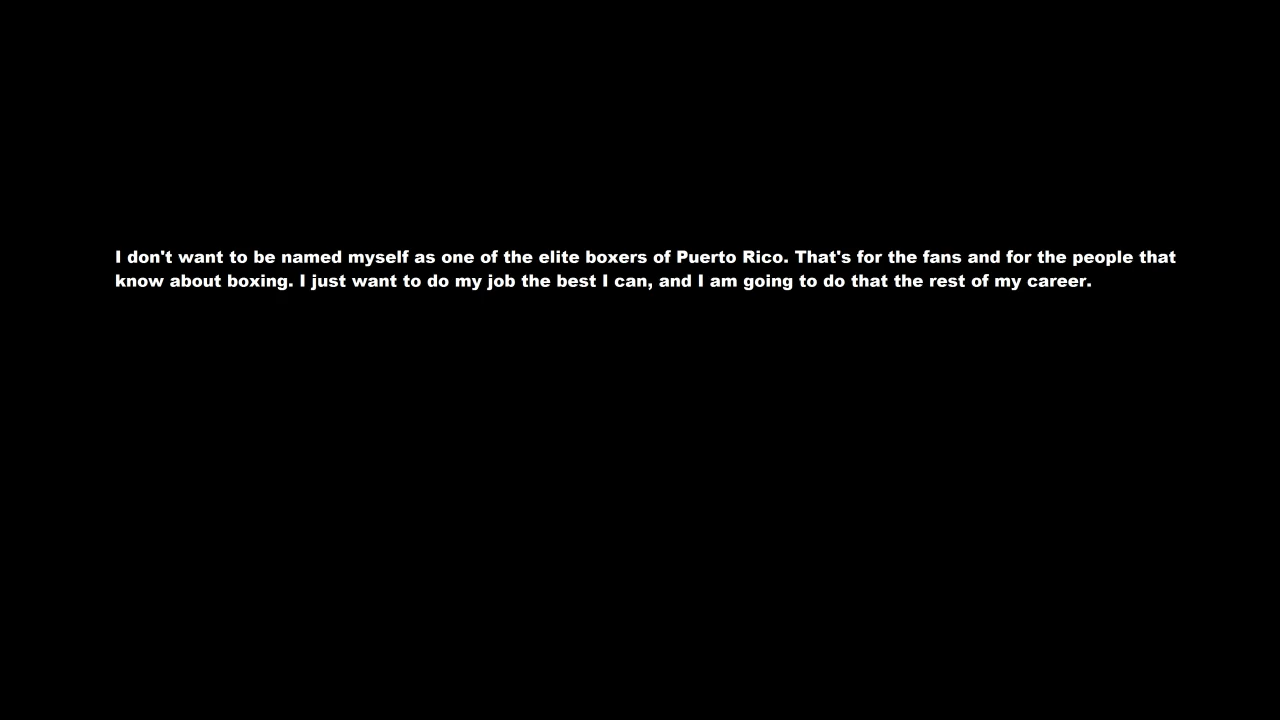 I don't want to be named myself as one of the elite boxers of Puerto Rico. That's for the fans and for the people that
know about boxing. I just want to do my job the best I can, and I am going to do that the rest of my career.